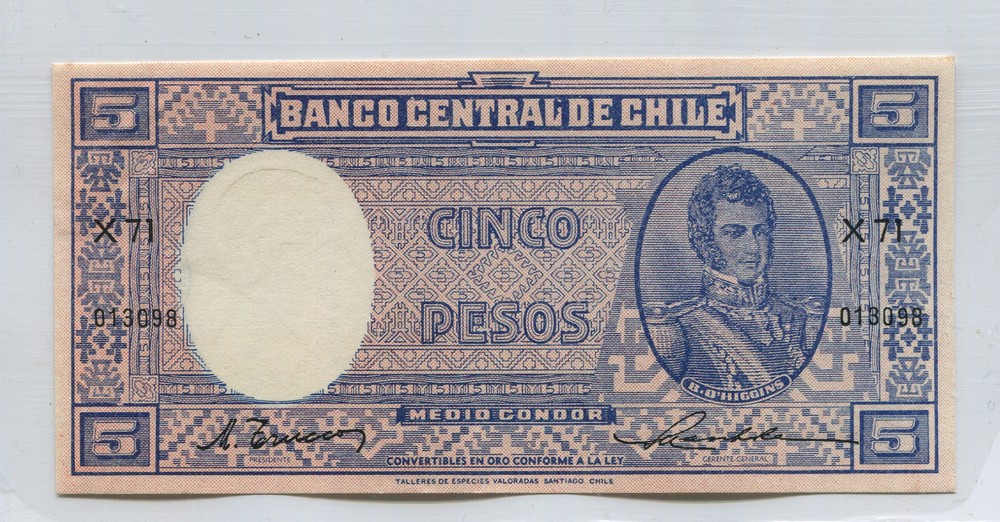 5 BANCO CENTRAL DE CHILE 5
X 71 X 71
CINCO
PESOS
013098 013098
B. O'HIGGINS
MEDIO CONDOR
5 5
PRESIDENTE GERENTE GENERAL
CONVERTIBLES EN ORO CONFORME A LA LEY
TALLERES DE ESPECIES VALORADAS SANTIAGO CHILE